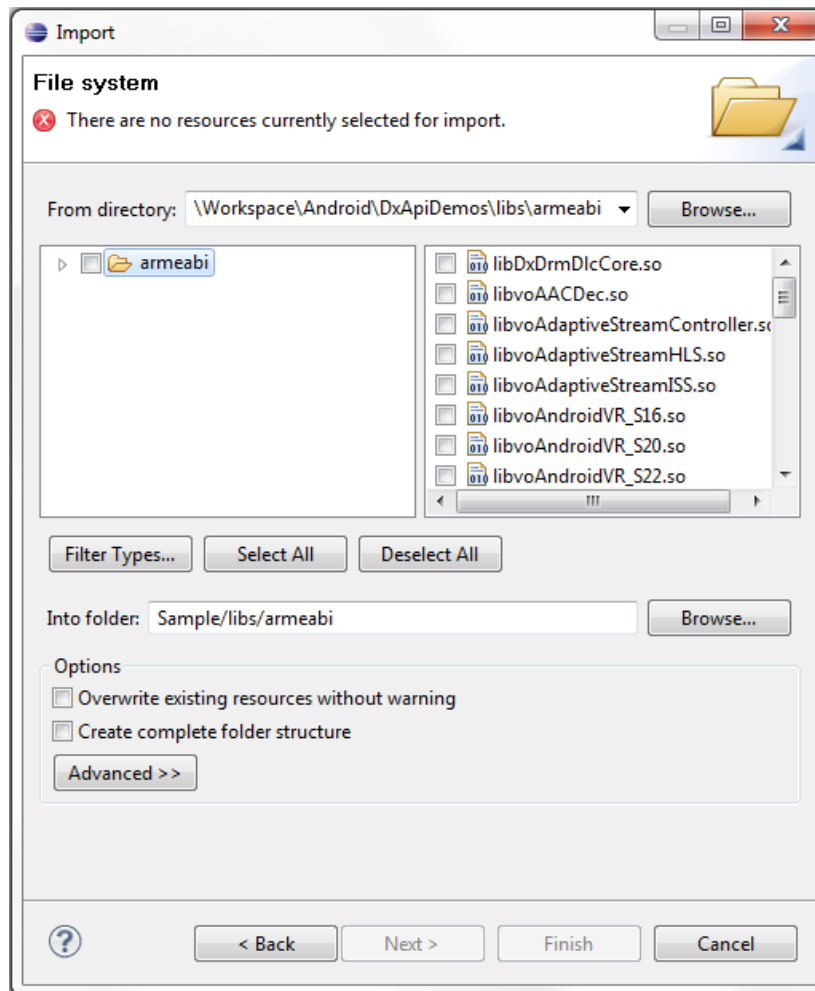 Import
File system
There are no resources currently selected for import.
From directory: \Workspace\Android\DxApiDemos\libs\armeabi Browse...
armeabi
libDxDrmDlcCore.so
libvoAACDec.so
libvoAdaptiveStreamController.so
libvoAdaptiveStreamHLS.so
libvoAdaptiveStreamISS.so
libvoAndroidVR_S16.so
libvoAndroidVR_S20.so
libvoAndroidVR_S22.so
Filter Types... Select All Deselect All
Into folder: Sample/libs/armeabi Browse...
Options
Overwrite existing resources without warning
Create complete folder structure
Advanced >>
? < Back Next > Finish Cancel